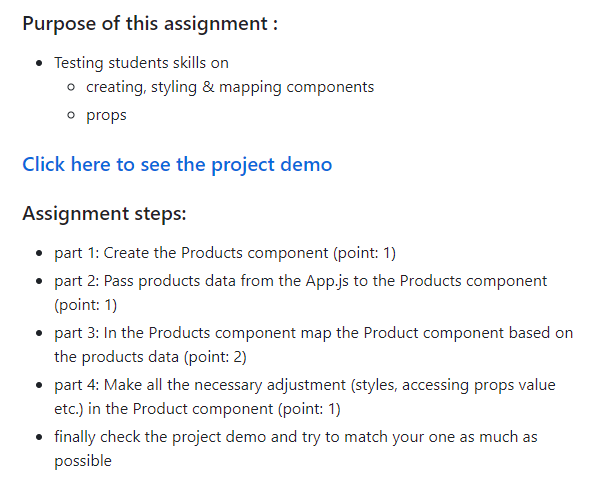 Purpose of this assignment :
Testing students skills on
creating, styling & mapping components
props
Click here to see the project demo
Assignment steps:
part 1: Create the Products component (point: 1)
part 2: Pass products data from the App.js to the Products component
(point: 1)
part 3: In the Products component map the Product component based on
the products data (point: 2)
part 4: Make all the necessary adjustment (styles, accessing props value
etc.) in the Product component (point: 1)
finally check the project demo and try to match your one as much as
possible